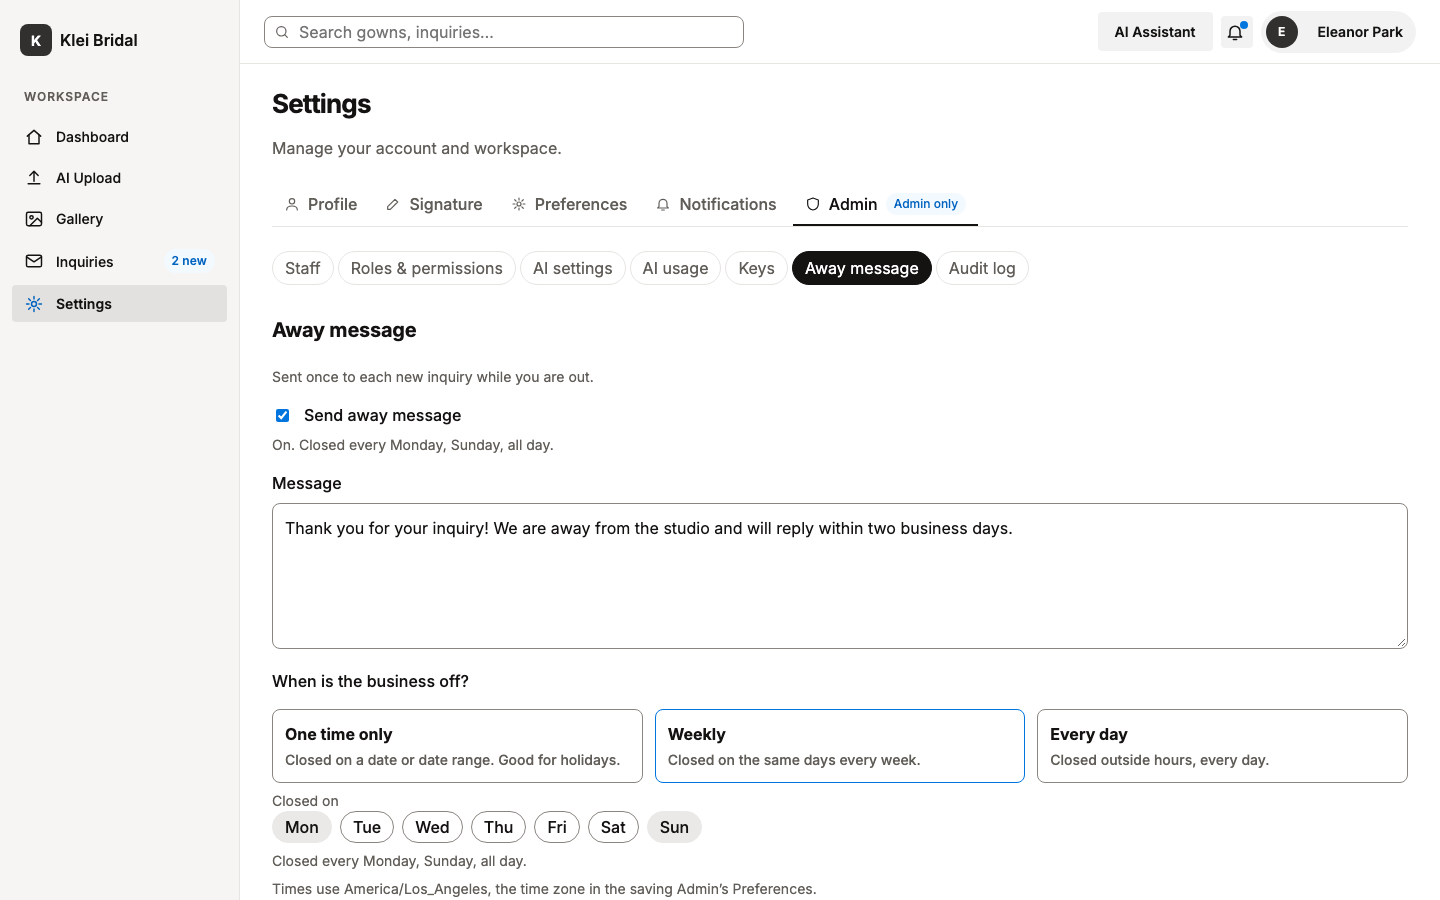 K Klei Bridal
WORKSPACE
Dashboard
AI Upload
Gallery
Inquiries 2 new
Settings
Search gowns, inquiries...
AI Assistant
E Eleanor Park
Settings
Manage your account and workspace.
Profile Signature Preferences Notifications Admin Admin only
Staff Roles & permissions AI settings AI usage Keys Away message Audit log
Away message
Sent once to each new inquiry while you are out.
Send away message
On. Closed every Monday, Sunday, all day.
Message
Thank you for your inquiry! We are away from the studio and will reply within two business days.
When is the business off?
One time only
Closed on a date or date range. Good for holidays.
Weekly
Closed on the same days every week.
Every day
Closed outside hours, every day.
Closed on
Mon Tue Wed Thu Fri Sat Sun
Closed every Monday, Sunday, all day.
Times use America/Los_Angeles, the time zone in the saving Admin’s Preferences.